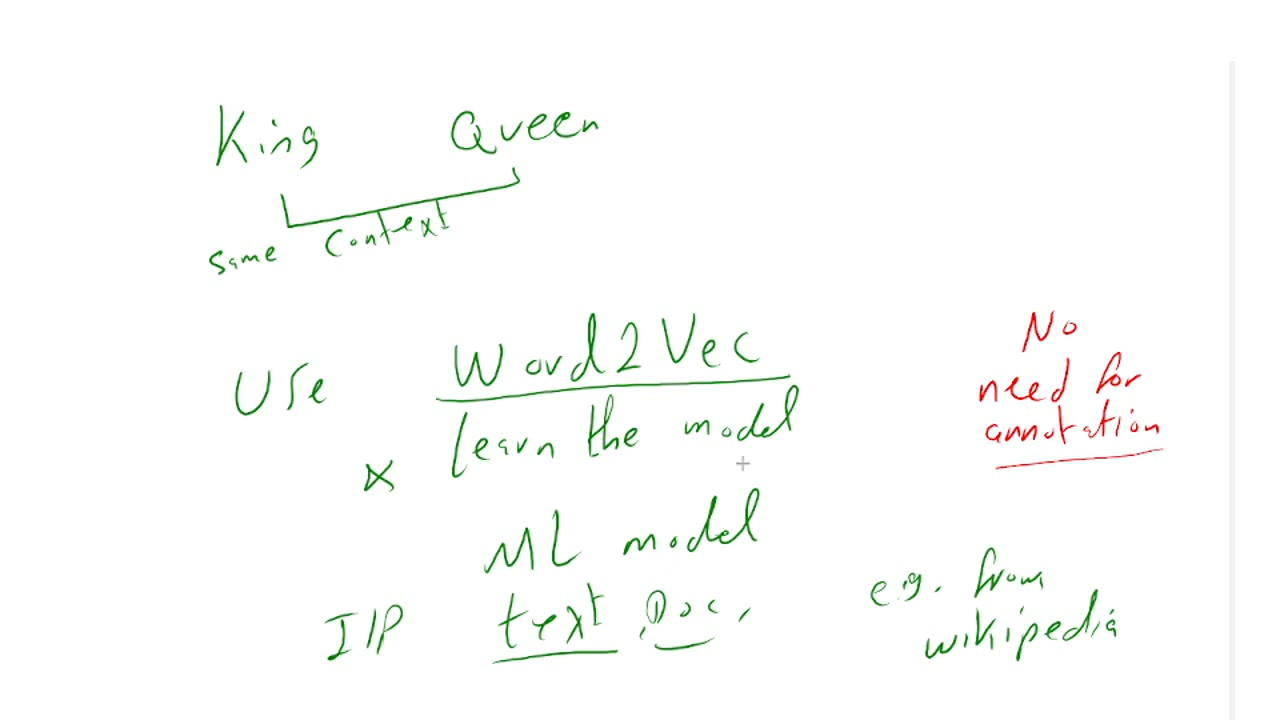 King Queen
Same Context
Use Word2Vec
learn the model
No
need for
annotation
ML model
I/P text Doc,
e.g. from
wikipedia